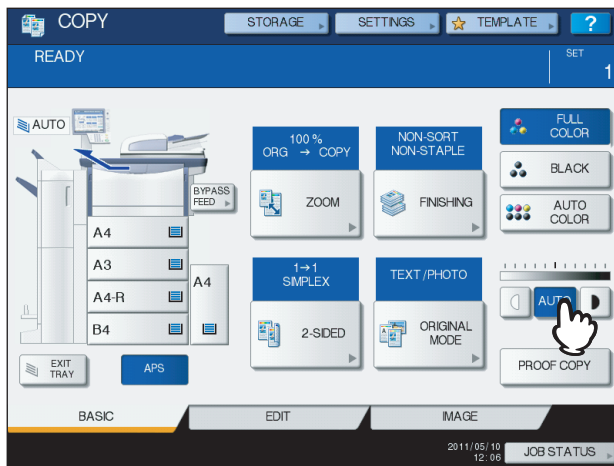 COPY
STORAGE
SETTINGS
TEMPLATE
?
READY
SET
1
AUTO
BYPASS
FEED
A4
A3
A4-R
B4
A4
EXIT
TRAY
APS
100 %
ORG → COPY
ZOOM
NON-SORT
NON-STAPLE
FINISHING
1→1
SIMPLEX
2-SIDED
TEXT/PHOTO
ORIGINAL
MODE
FULL
COLOR
BLACK
AUTO
COLOR
AUTO
PROOF COPY
BASIC
EDIT
IMAGE
2011/05/10
12:06
JOB STATUS